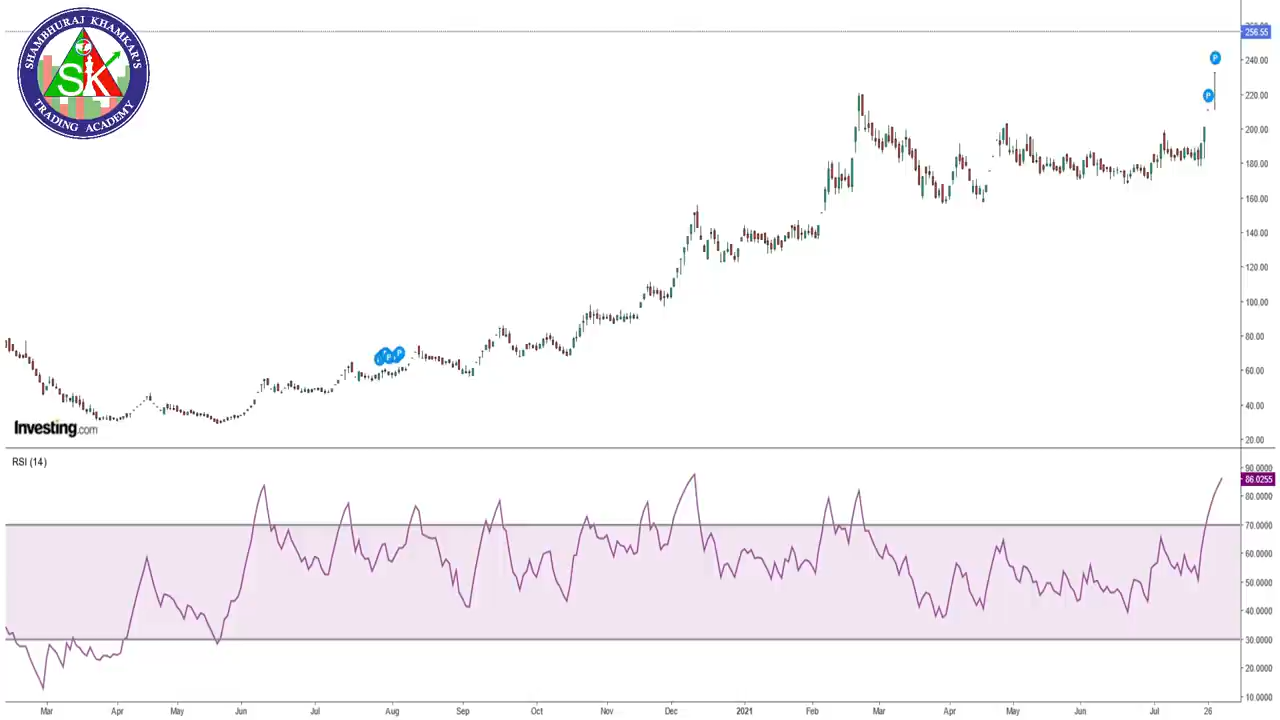 SHAMBHURAJ KHAMKAR'S
SK
TRADING ACADEMY
256.55
240.00
220.00
200.00
180.00
160.00
140.00
120.00
100.00
80.00
60.00
40.00
20.00
P
P
P
P
Investing.com
RSI (14)
90.0000
86.0255
80.0000
70.0000
60.0000
50.0000
40.0000
30.0000
20.0000
10.0000
Mar Apr May Jun Jul Aug Sep Oct Nov Dec 2021 Feb Mar Apr May Jun Jul 26